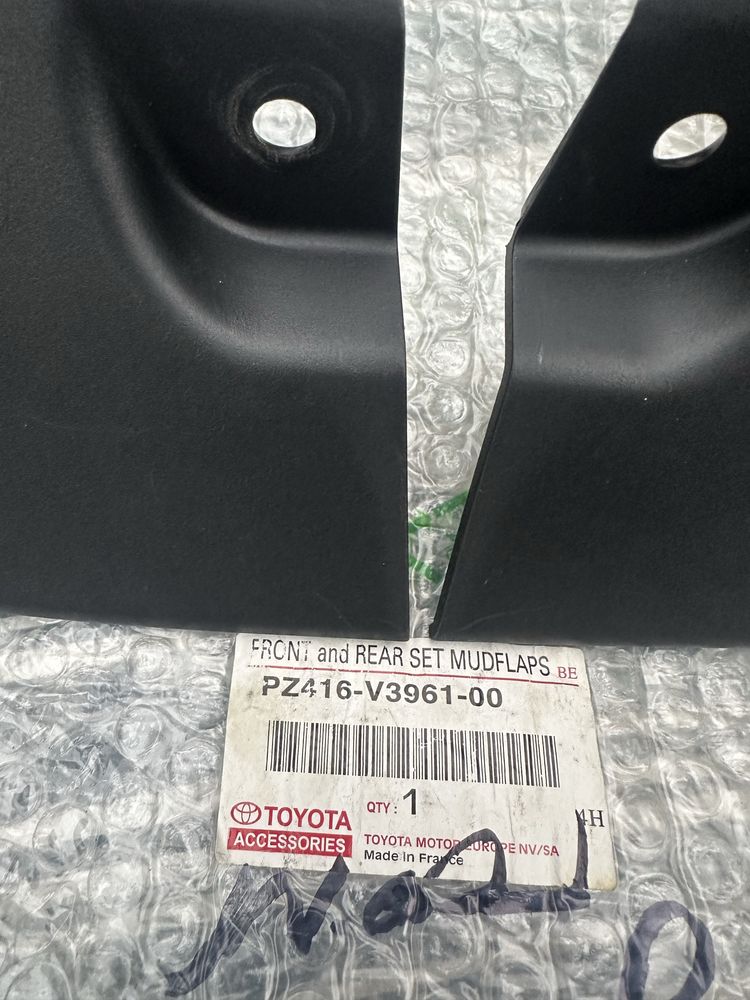 FRONT and REAR SET MUDFLAPS BE
PZ416-V3961-00
QTY: 1
4H
TOYOTA
ACCESSORIES
TOYOTA MOTOR EUROPE NV/SA
Made in France